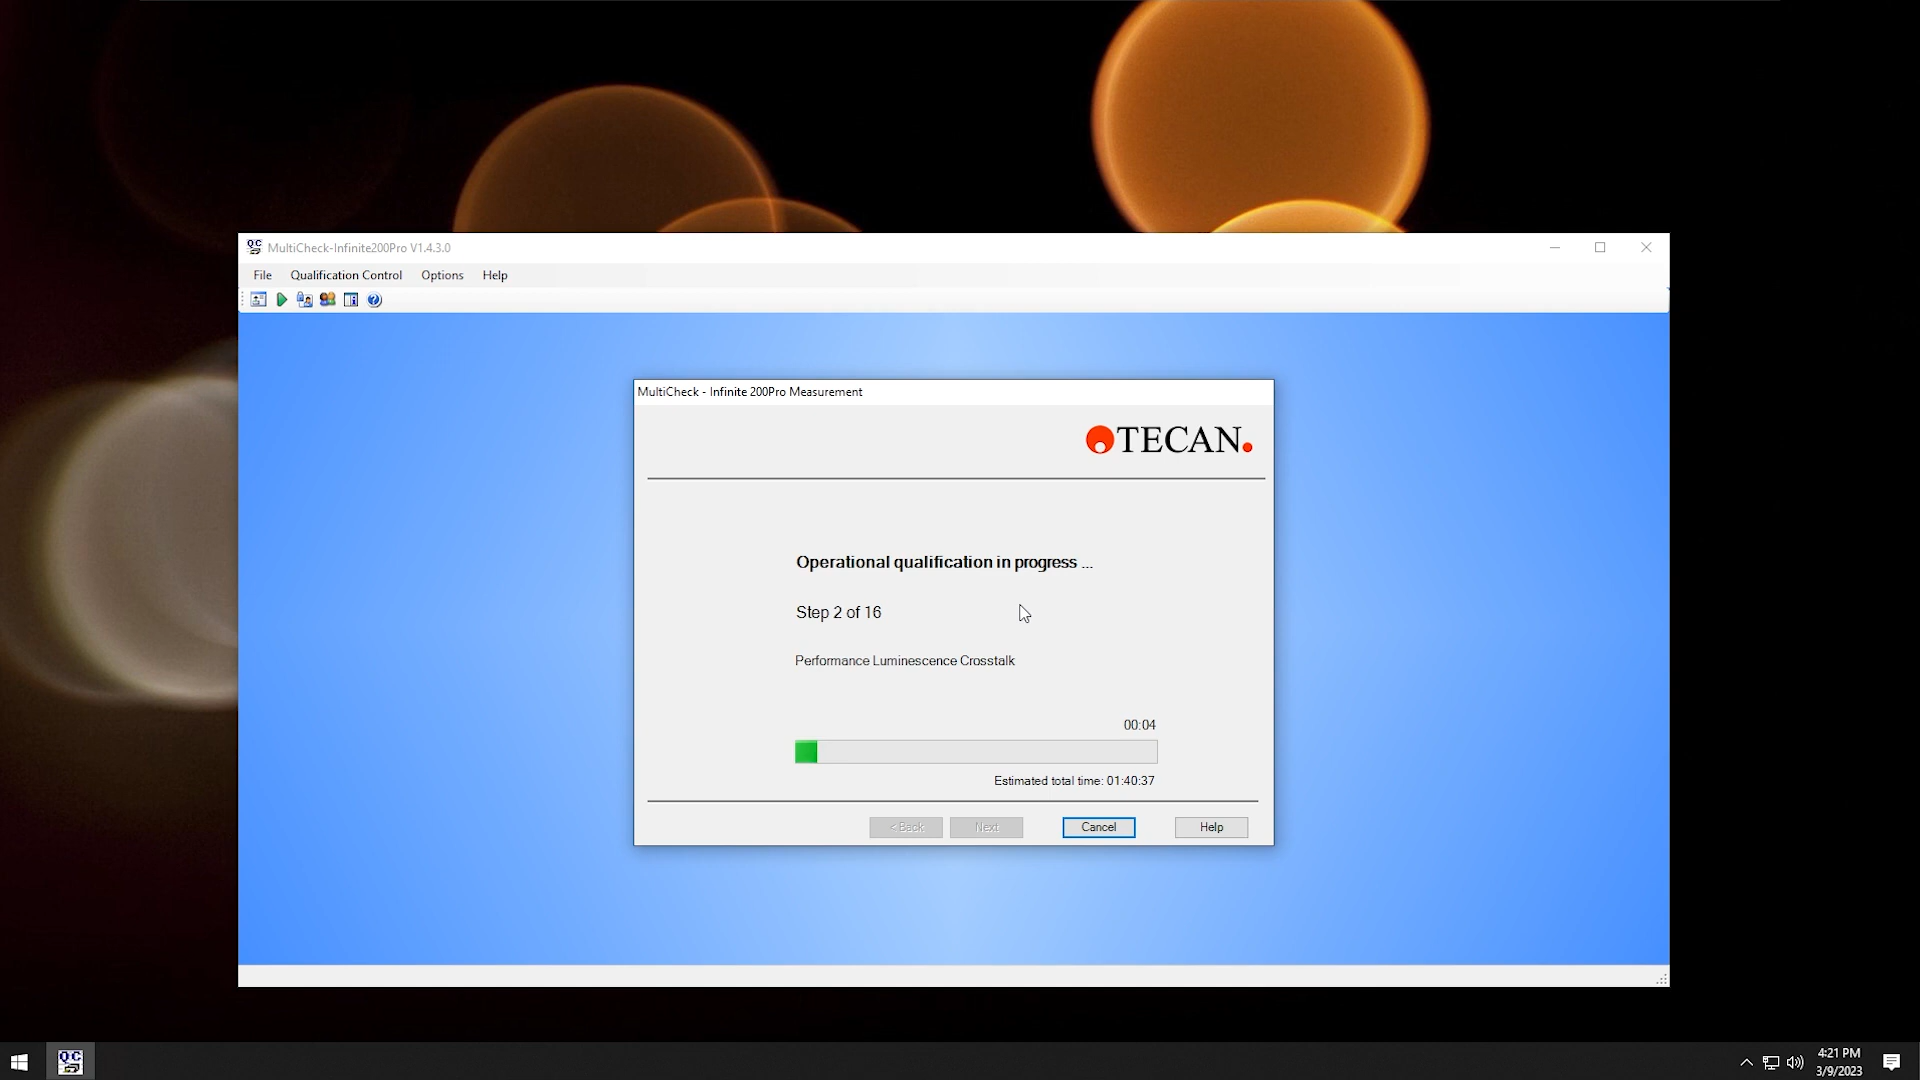 MultiCheck-Infinite200Pro V1.4.3.0
File Qualification Control Options Help
MultiCheck - Infinite 200Pro Measurement
TECAN.
Operational qualification in progress ...
Step 2 of 16
Performance Luminescence Crosstalk
00:04
Estimated total time: 01:40:37
< Back Next Cancel Help
QC
4:21 PM
3/9/2023